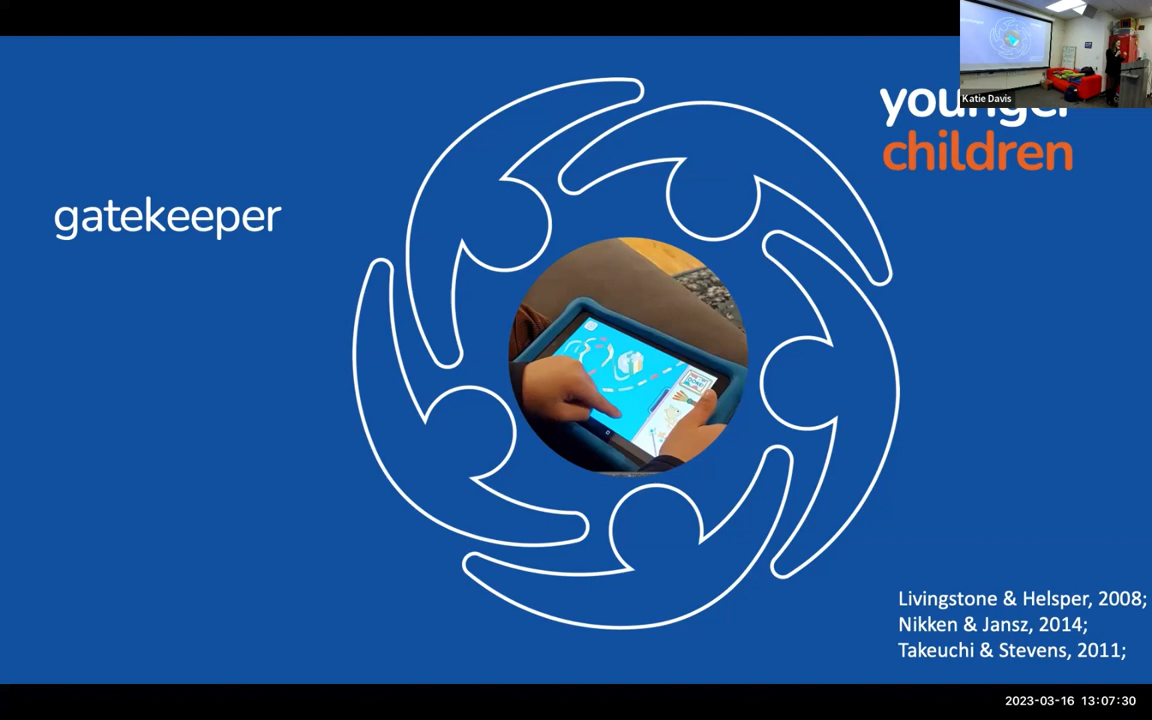 Katie Davis
younger
children
gatekeeper
Livingstone & Helsper, 2008;
Nikken & Jansz, 2014;
Takeuchi & Stevens, 2011;
2023-03-16 13:07:30